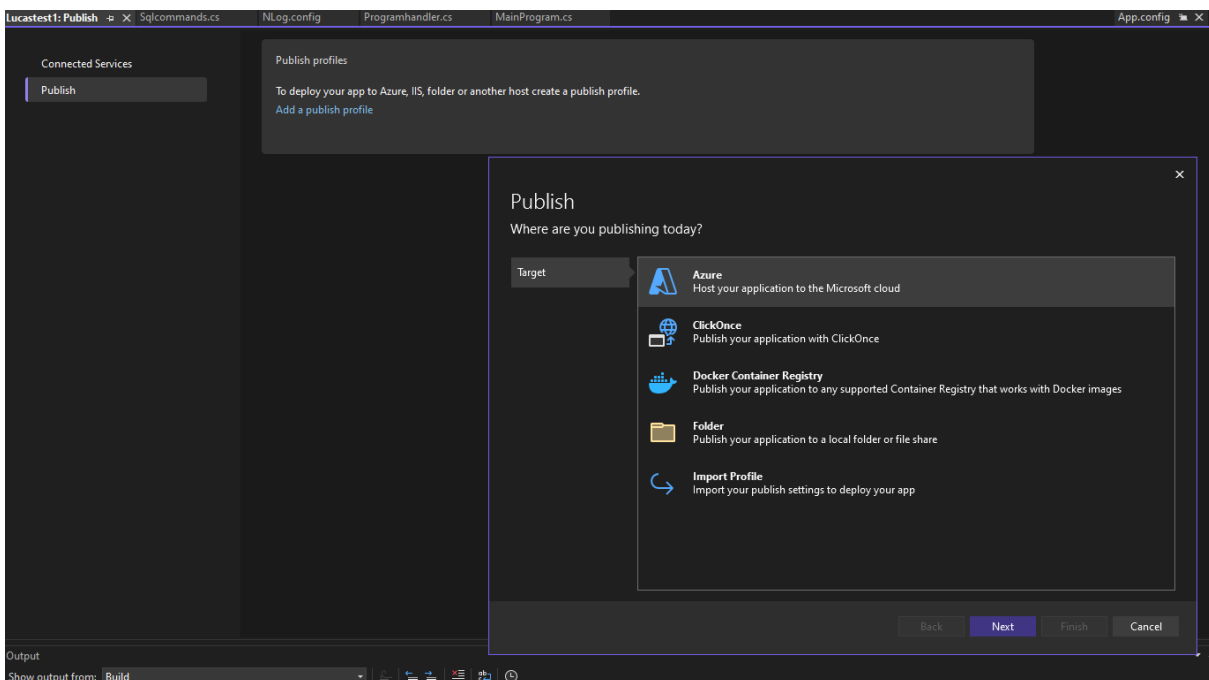 Lucastest1: Publish
Sqlcommands.cs
NLog.config
Programhandler.cs
MainProgram.cs
App.config
Connected Services
Publish
Publish profiles
To deploy your app to Azure, IIS, folder or another host create a publish profile.
Add a publish profile
Publish
Where are you publishing today?
Target
Azure
Host your application to the Microsoft cloud
ClickOnce
Publish your application with ClickOnce
Docker Container Registry
Publish your application to any supported Container Registry that works with Docker images
Folder
Publish your application to a local folder or file share
Import Profile
Import your publish settings to deploy your app
Back
Next
Finish
Cancel
Output
Show output from: Build